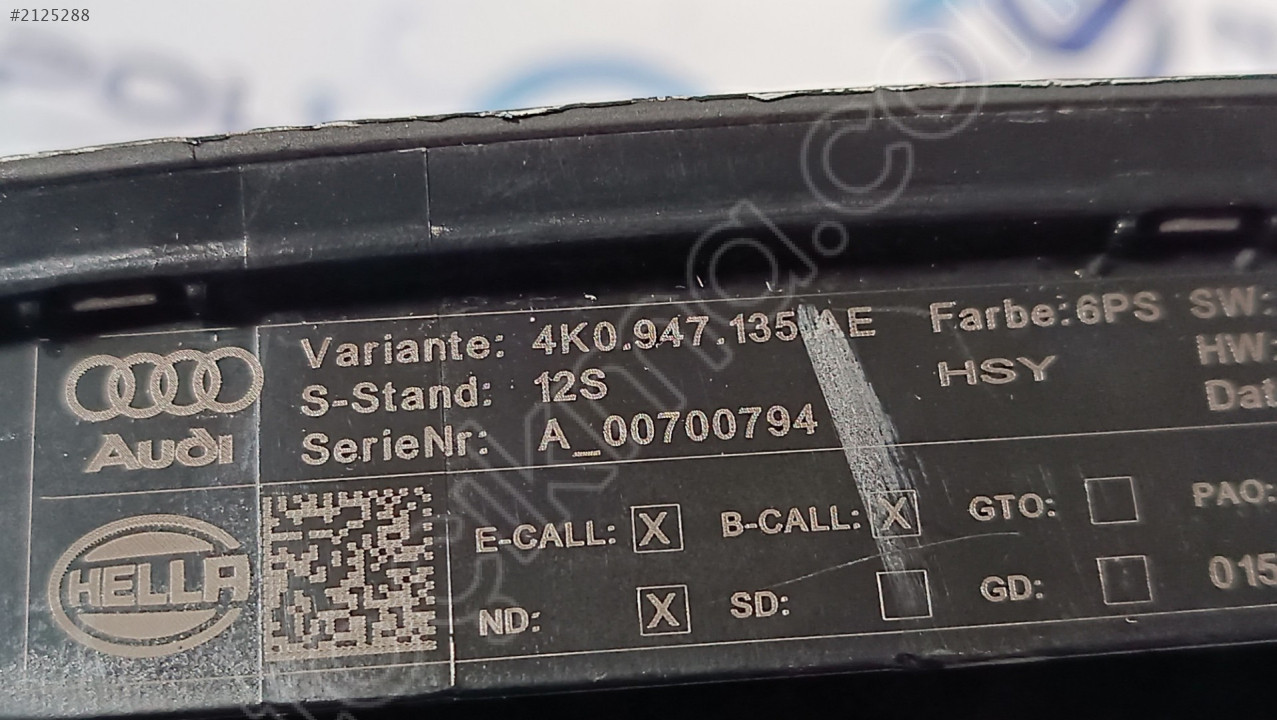 #2125288
Variante: 4K0.947.135 AE Farbe:6PS SW:
S-Stand: 12S HSY HW:
SerieNr: A_00700794 Dat
Audi
HELLA
E-CALL: X B-CALL: X GTO: PAO:
ND: X SD: GD: 015